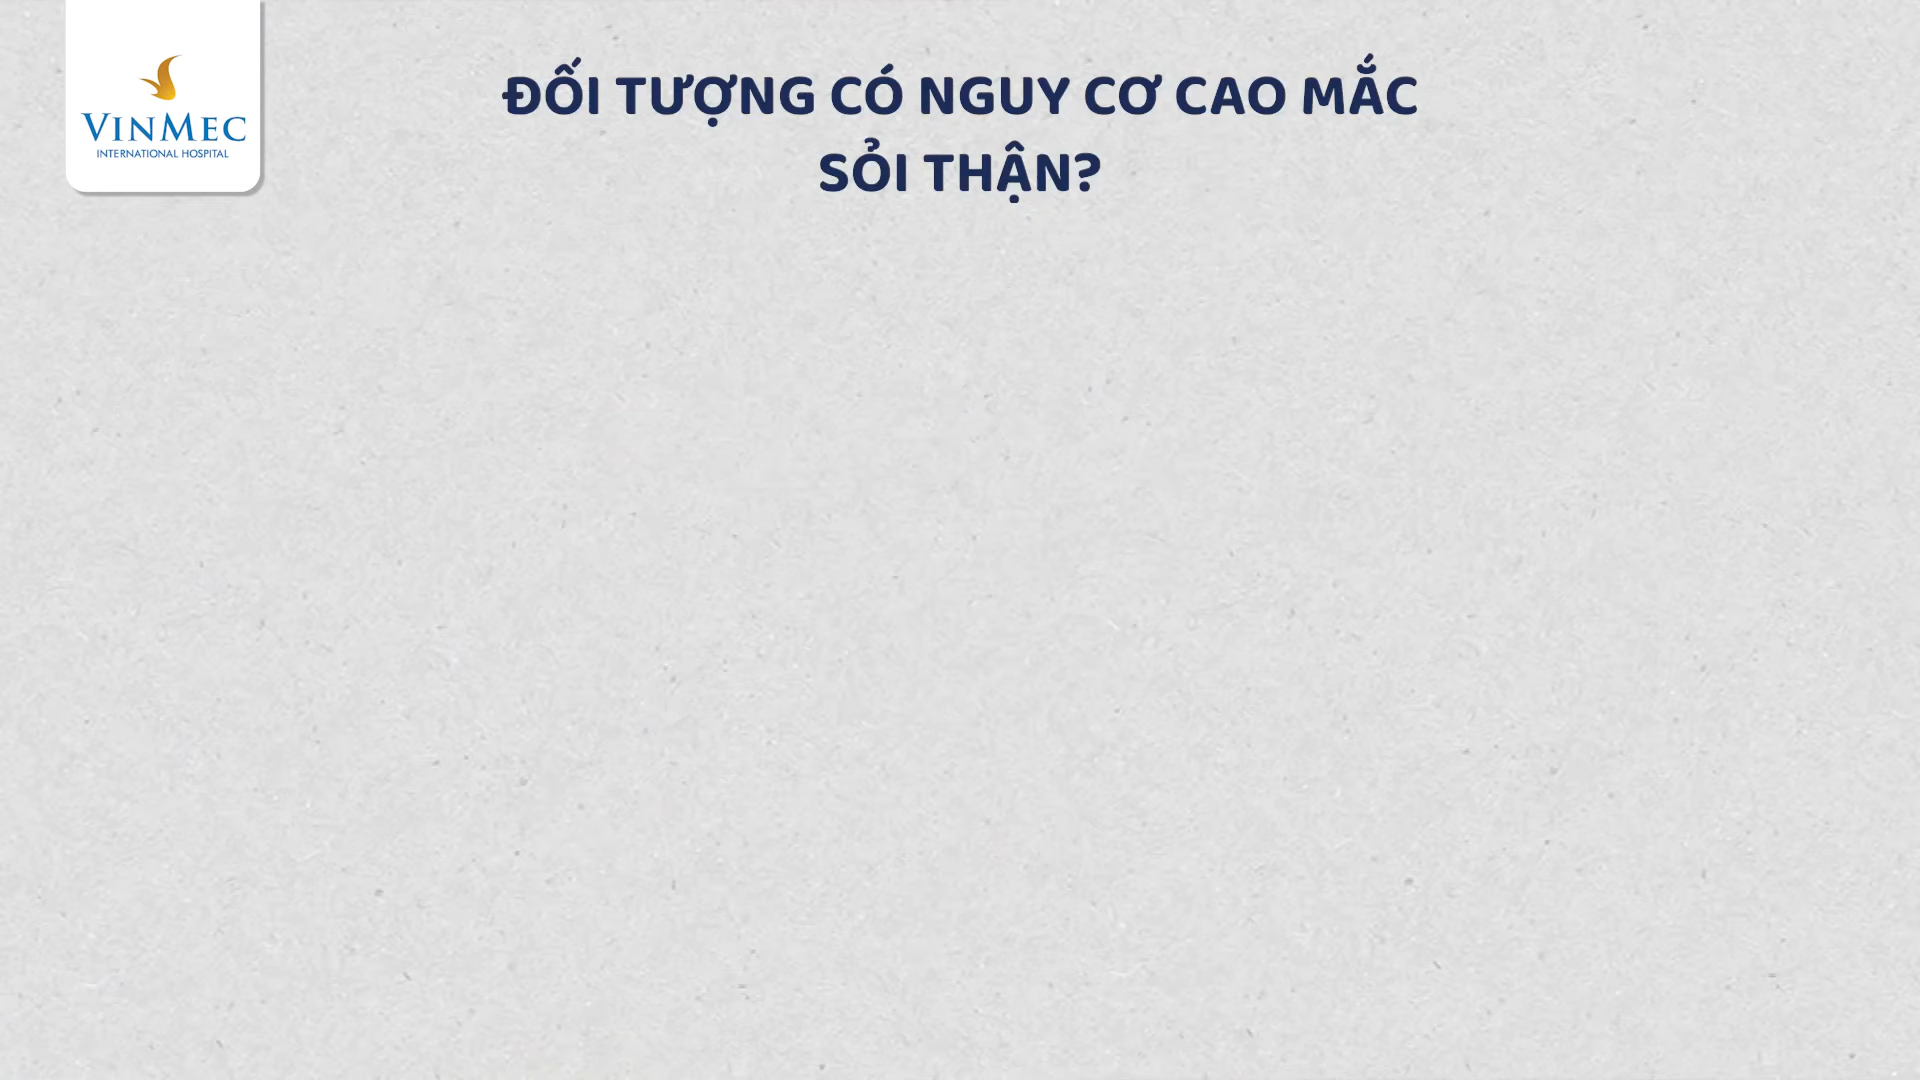 VINMEC
INTERNATIONAL HOSPITAL
ĐỐI TƯỢNG CÓ NGUY CƠ CAO MẮC
SỎI THẬN?